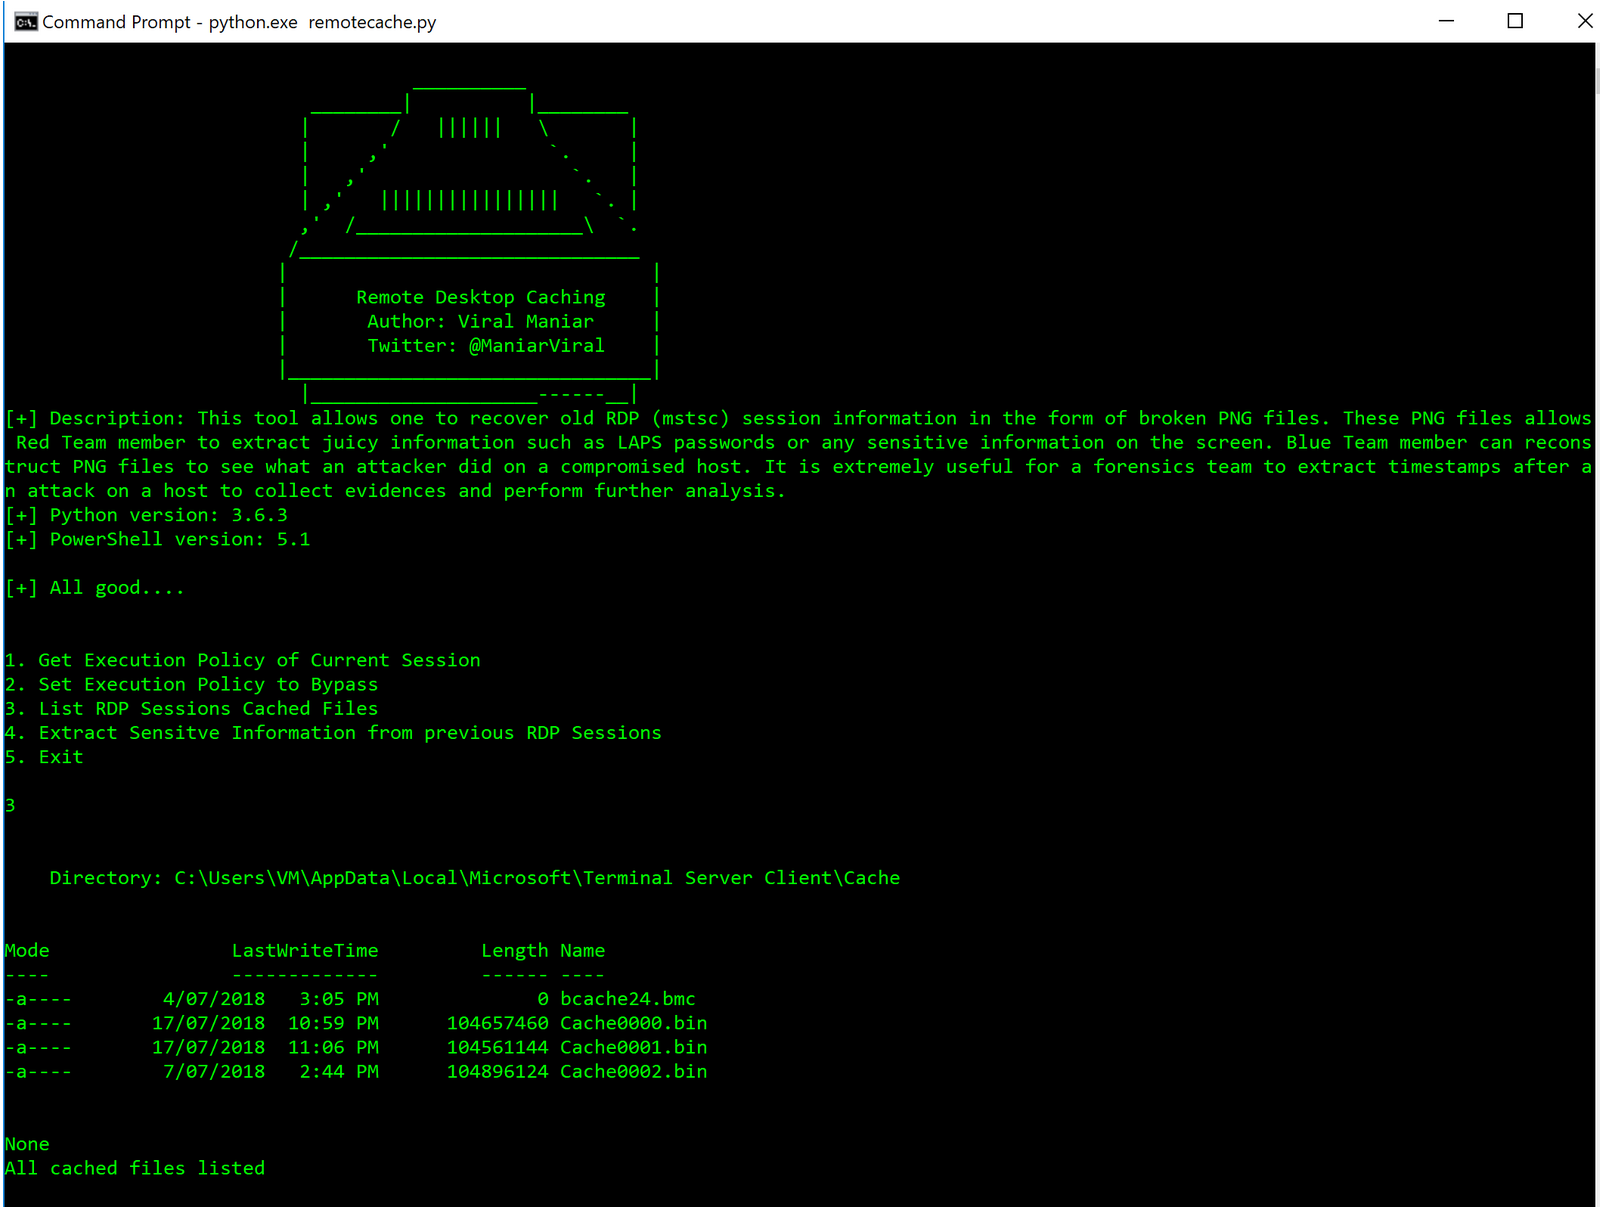 Command Prompt - python.exe  remotecache.py
Remote Desktop Caching
Author: Viral Maniar
Twitter: @ManiarViral
[+] Description: This tool allows one to recover old RDP (mstsc) session information in the form of broken PNG files. These PNG files allows
 Red Team member to extract juicy information such as LAPS passwords or any sensitive information on the screen. Blue Team member can recons
truct PNG files to see what an attacker did on a compromised host. It is extremely useful for a forensics team to extract timestamps after a
n attack on a host to collect evidences and perform further analysis.
[+] Python version: 3.6.3
[+] PowerShell version: 5.1
[+] All good....
1. Get Execution Policy of Current Session
2. Set Execution Policy to Bypass
3. List RDP Sessions Cached Files
4. Extract Sensitve Information from previous RDP Sessions
5. Exit
3
Directory: C:\Users\VM\AppData\Local\Microsoft\Terminal Server Client\Cache
Mode                LastWriteTime         Length Name
----                -------------         ------ ----
-a----        4/07/2018   3:05 PM              0 bcache24.bmc
-a----       17/07/2018  10:59 PM      104657460 Cache0000.bin
-a----       17/07/2018  11:06 PM      104561144 Cache0001.bin
-a----        7/07/2018   2:44 PM      104896124 Cache0002.bin
None
All cached files listed